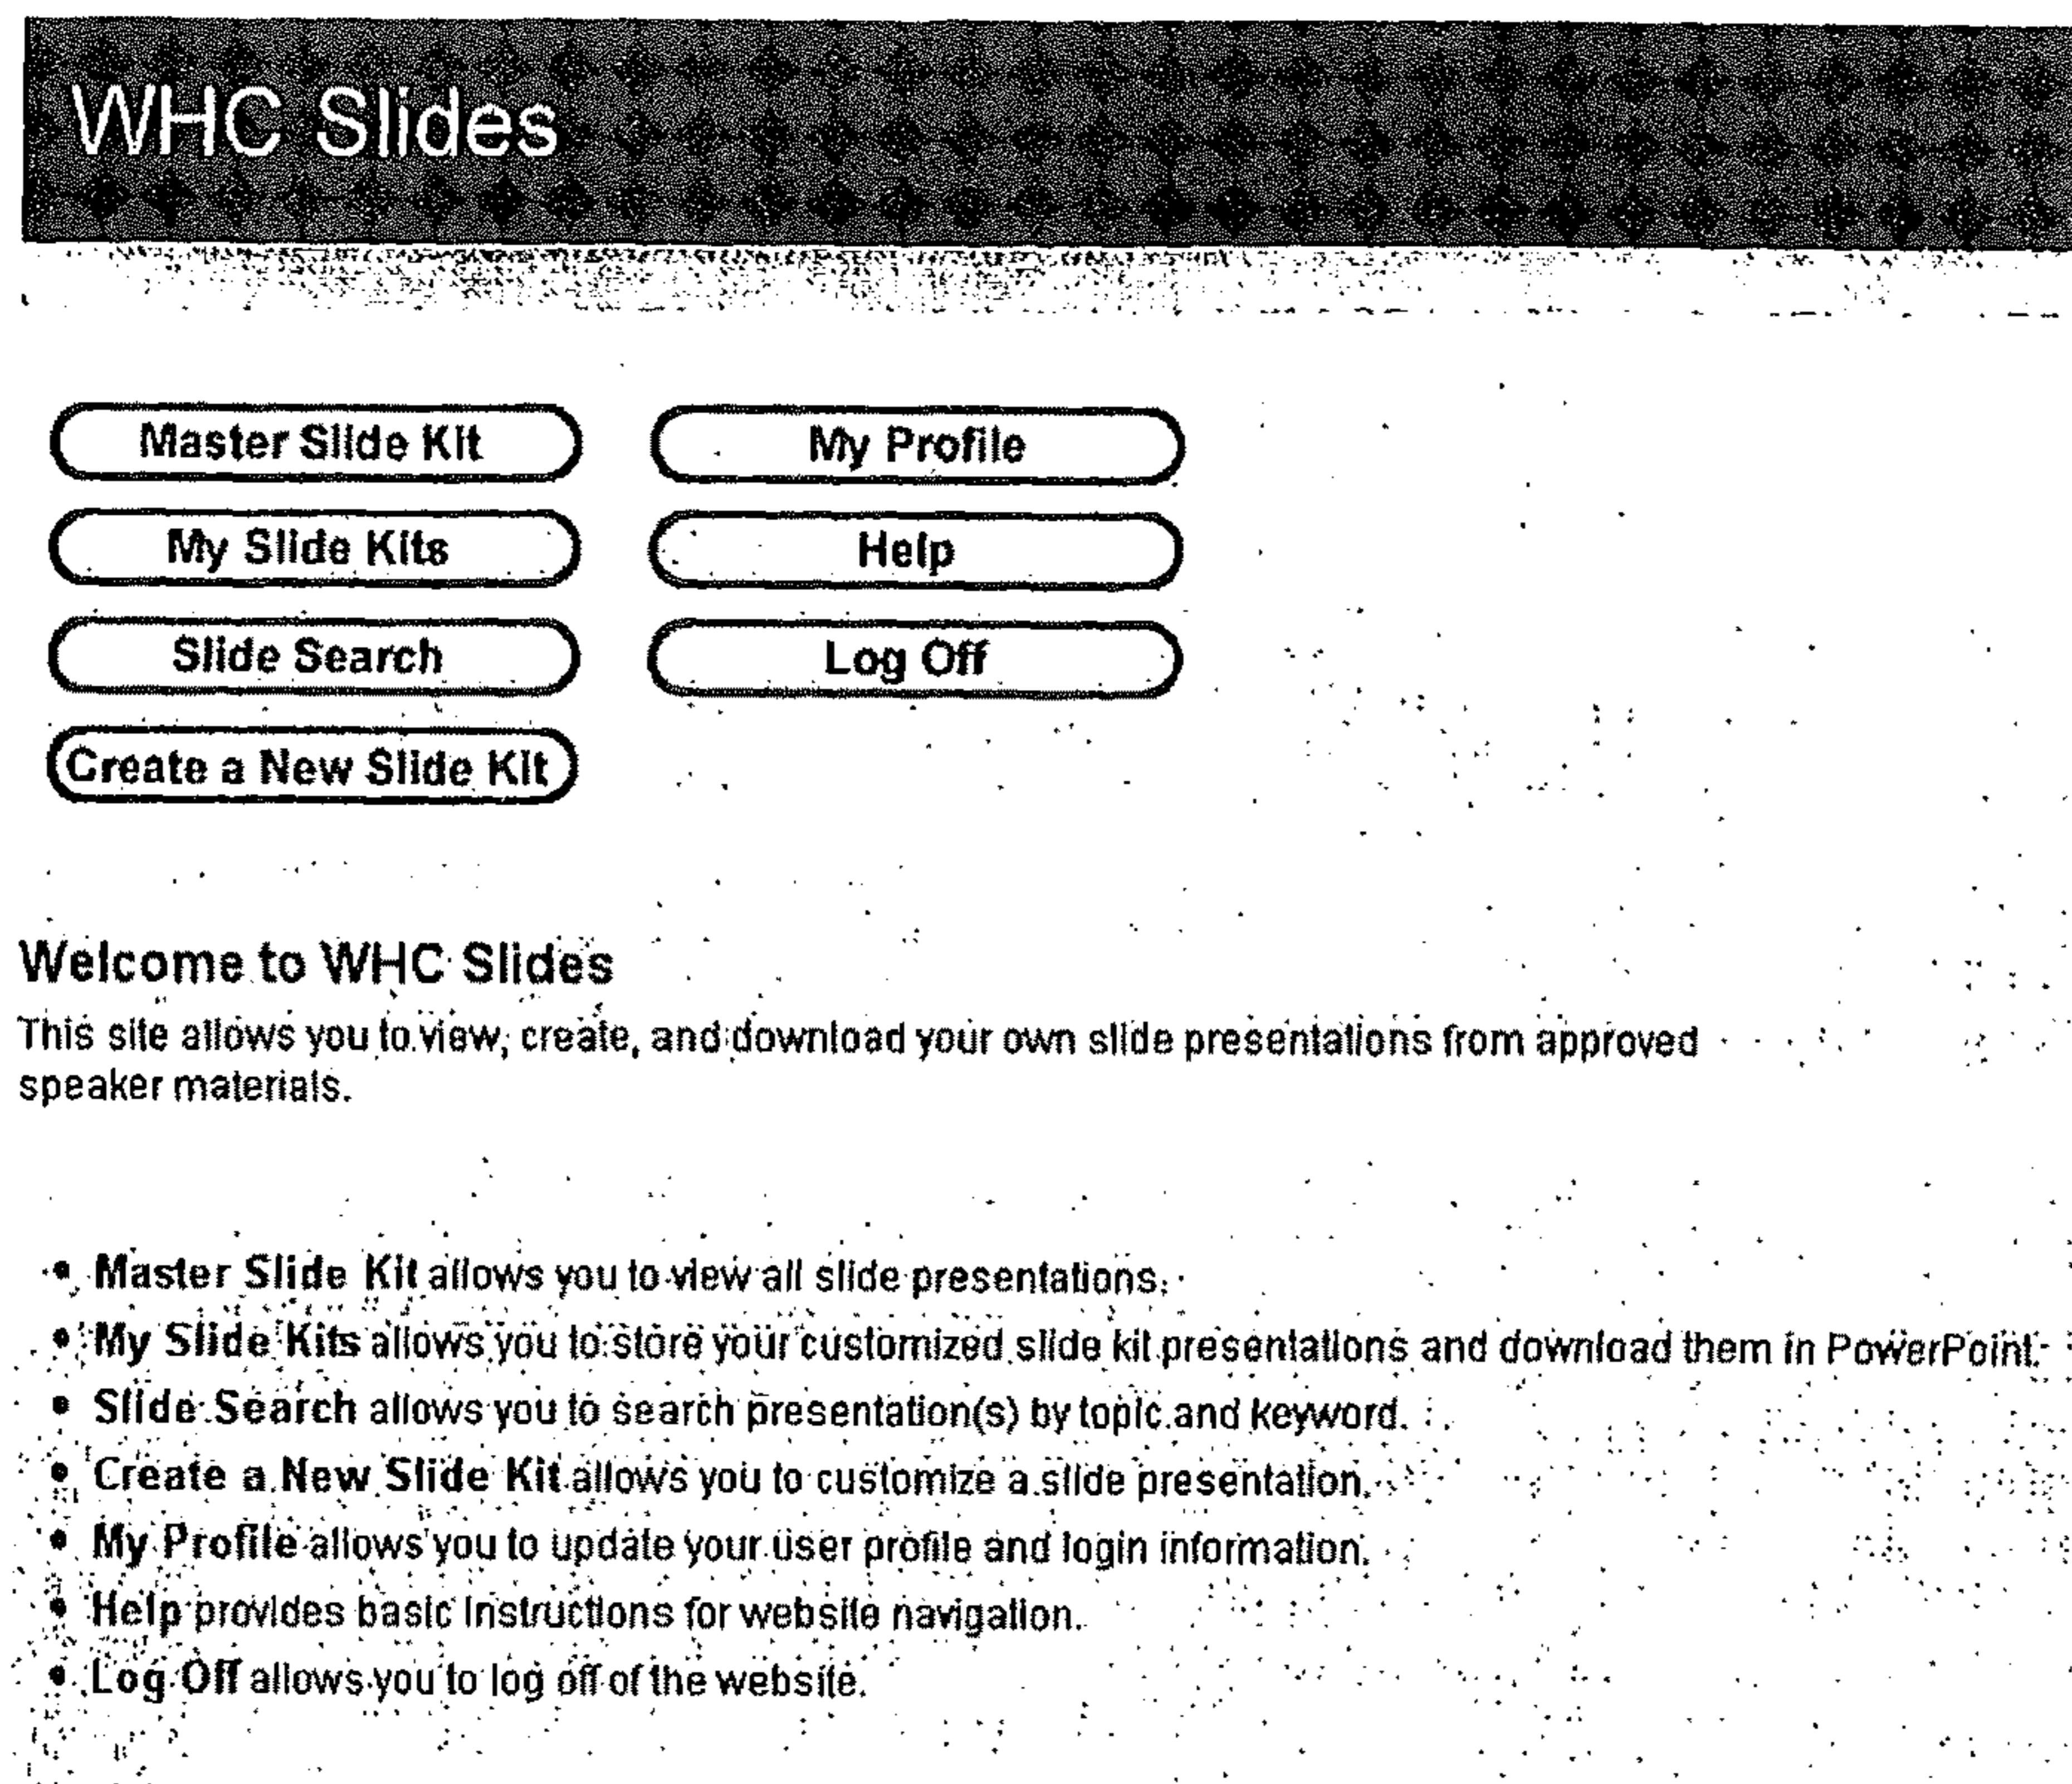 WHC Slides
Master Slide Kit
My Profile
My Slide Kits
Help
Slide Search
Log Off
Create a New Slide Kit
Welcome to WHC Slides
This site allows you to view, create, and download your own slide presentations from approved
speaker materials.
• Master Slide Kit allows you to view all slide presentations.
• My Slide Kits allows you to store your customized slide kit presentations and download them in PowerPoint.
• Slide Search allows you to search presentation(s) by topic and keyword.
• Create a New Slide Kit allows you to customize a slide presentation.
• My Profile allows you to update your user profile and login information.
• Help provides basic instructions for website navigation.
• Log Off allows you to log off of the website.